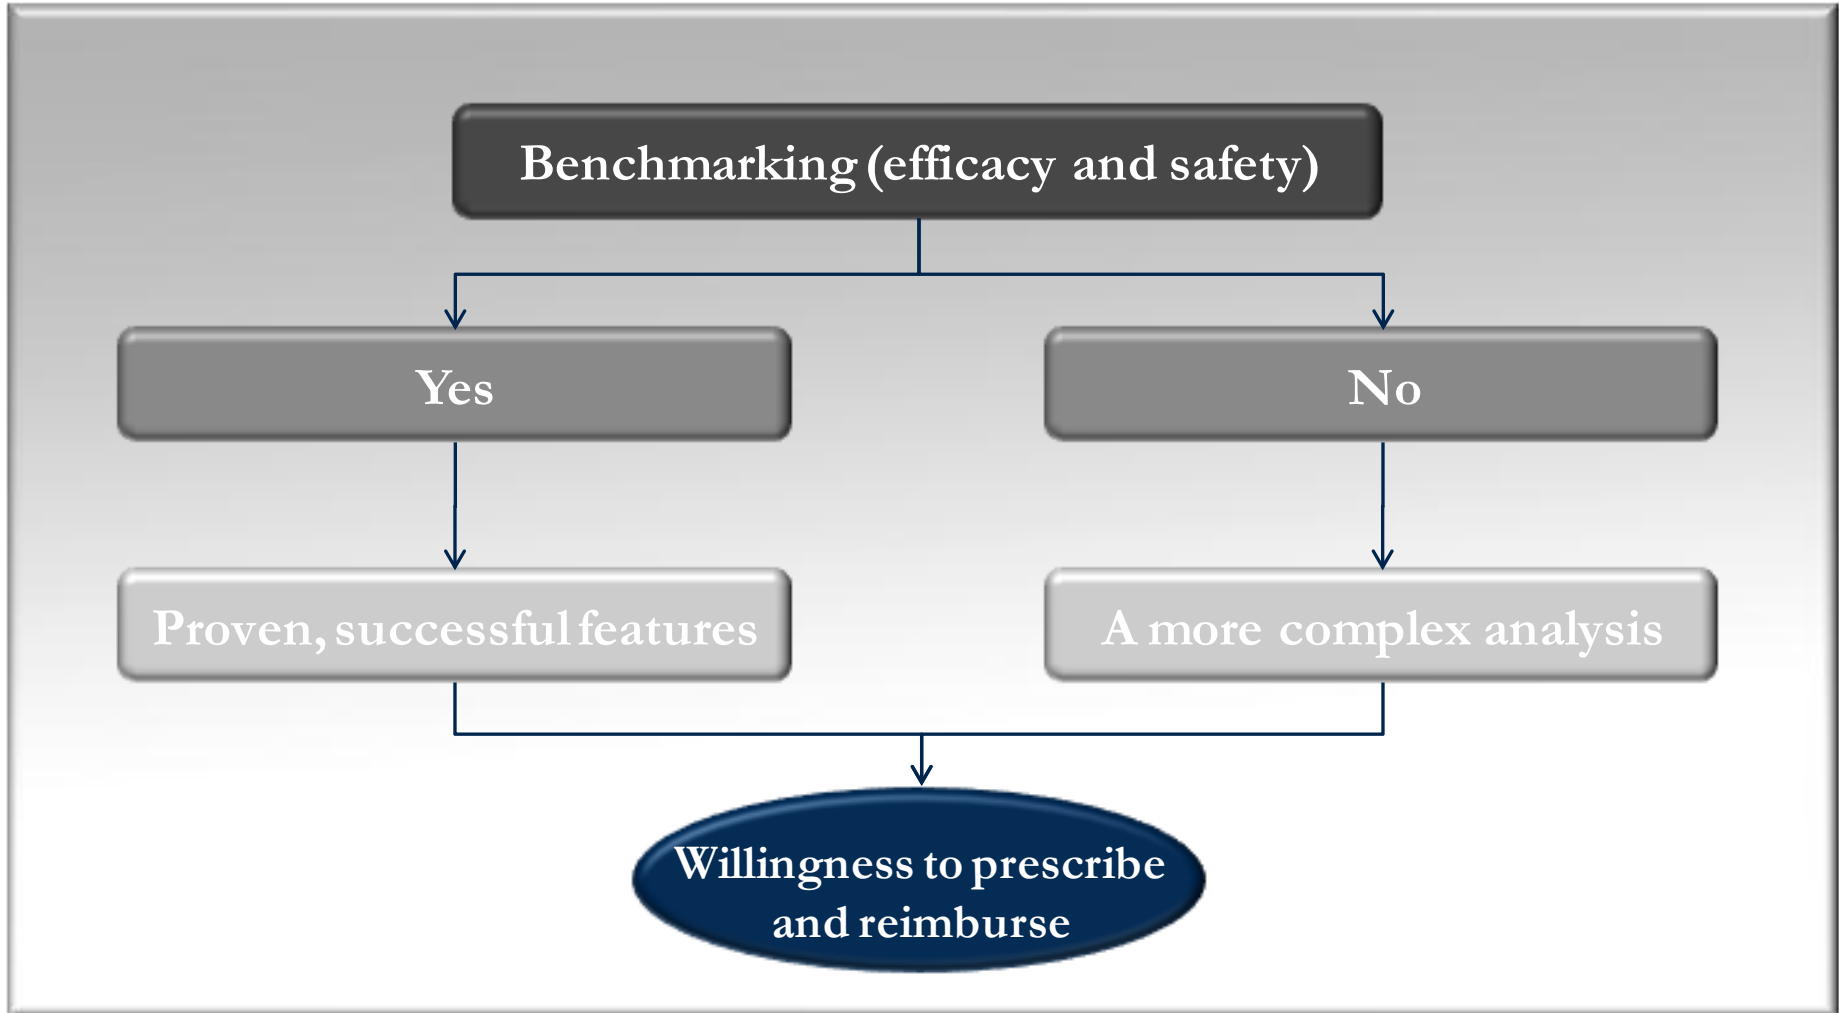 Benchmarking (efficacy and safety)
Yes
No
Proven, successful features
A more complex analysis
Willingness to prescribe
and reimburse